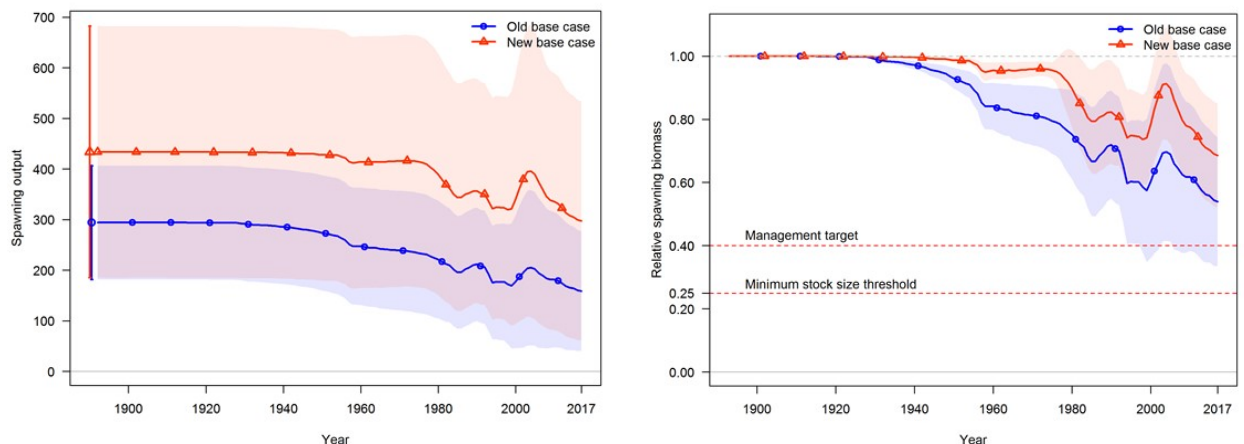 700
600
500
400
300
200
100
0
Spawning output
Old base case
New base case
1900
1920
1940
1960
1980
2000
2017
Year
1.00
0.80
0.60
0.40
0.25
0.20
0.00
Relative spawning biomass
Old base case
New base case
Management target
Minimum stock size threshold
1900
1920
1940
1960
1980
2000
2017
Year